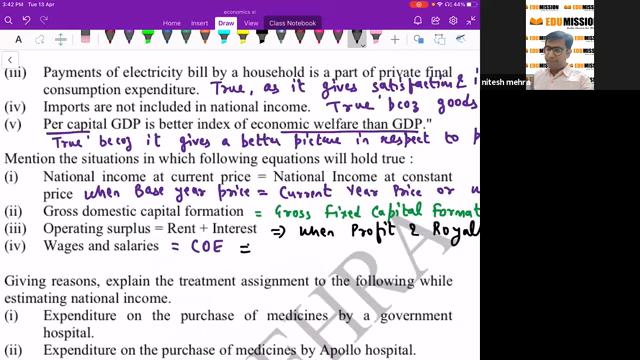 3:42 PM Tue 13 Apr
economics xi
44%
Home Insert Draw View Class Notebook
EDUMISSION
EDUMISSION
nitesh mehra
(iii) Payments of electricity bill by a household is a part of private final
consumption expenditure. True, as it gives satisfaction &
(iv) Imports are not included in national income. True bcoz goods
(v) Per capital GDP is better index of economic welfare than GDP."
True bcoz it gives a better picture in respect to
Mention the situations in which following equations will hold true :
(i) National income at current price = National Income at constant
price when Base year price = Current Year Price or
(ii) Gross domestic capital formation = Gross Fixed Capital Format
(iii) Operating surplus = Rent + Interest => When Profit & Royal
(iv) Wages and salaries = COE =
HRA
Giving reasons, explain the treatment assignment to the following while
estimating national income.
(i) Expenditure on the purchase of medicines by a government
hospital.
(ii) Expenditure on the purchase of medicines by Apollo hospital.